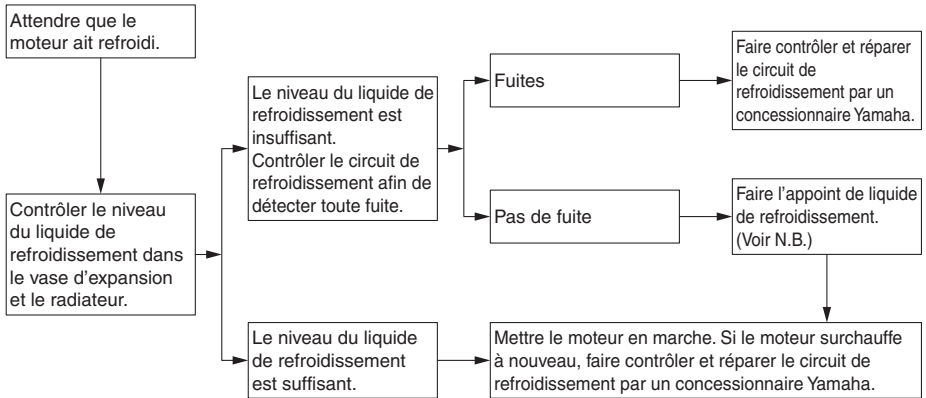 Attendre que le
moteur ait refroidi.
Contrôler le niveau
du liquide de
refroidissement dans
le vase d'expansion
et le radiateur.
Le niveau du liquide de
refroidissement est
insuffisant.
Contrôler le circuit de
refroidissement afin de
détecter toute fuite.
Fuites
Faire contrôler et réparer
le circuit de
refroidissement par un
concessionnaire Yamaha.
Pas de fuite
Faire l'appoint de liquide
de refroidissement.
(Voir N.B.)
Le niveau du liquide
de refroidissement
est suffisant.
Mettre le moteur en marche. Si le moteur surchauffe
à nouveau, faire contrôler et réparer le circuit de
refroidissement par un concessionnaire Yamaha.